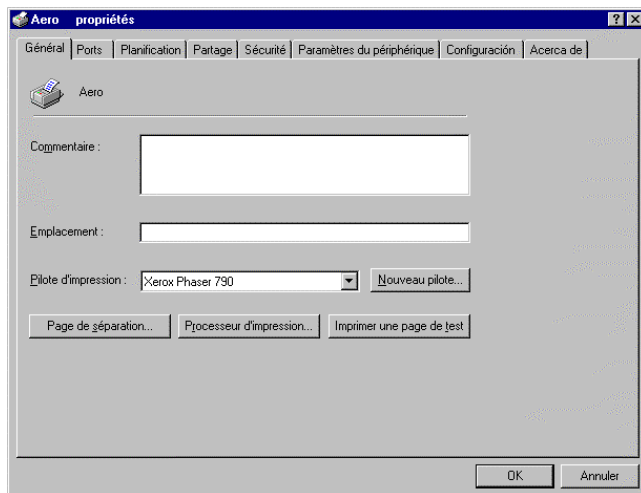 Aero propriétés
Général Ports Planification Partage Sécurité Paramètres du périphérique Configuración Acerca de
Aero
Commentaire :
Emplacement :
Pilote d'impression : Xerox Phaser 790 Nouveau pilote...
Page de séparation... Processeur d'impression... Imprimer une page de test
OK Annuler